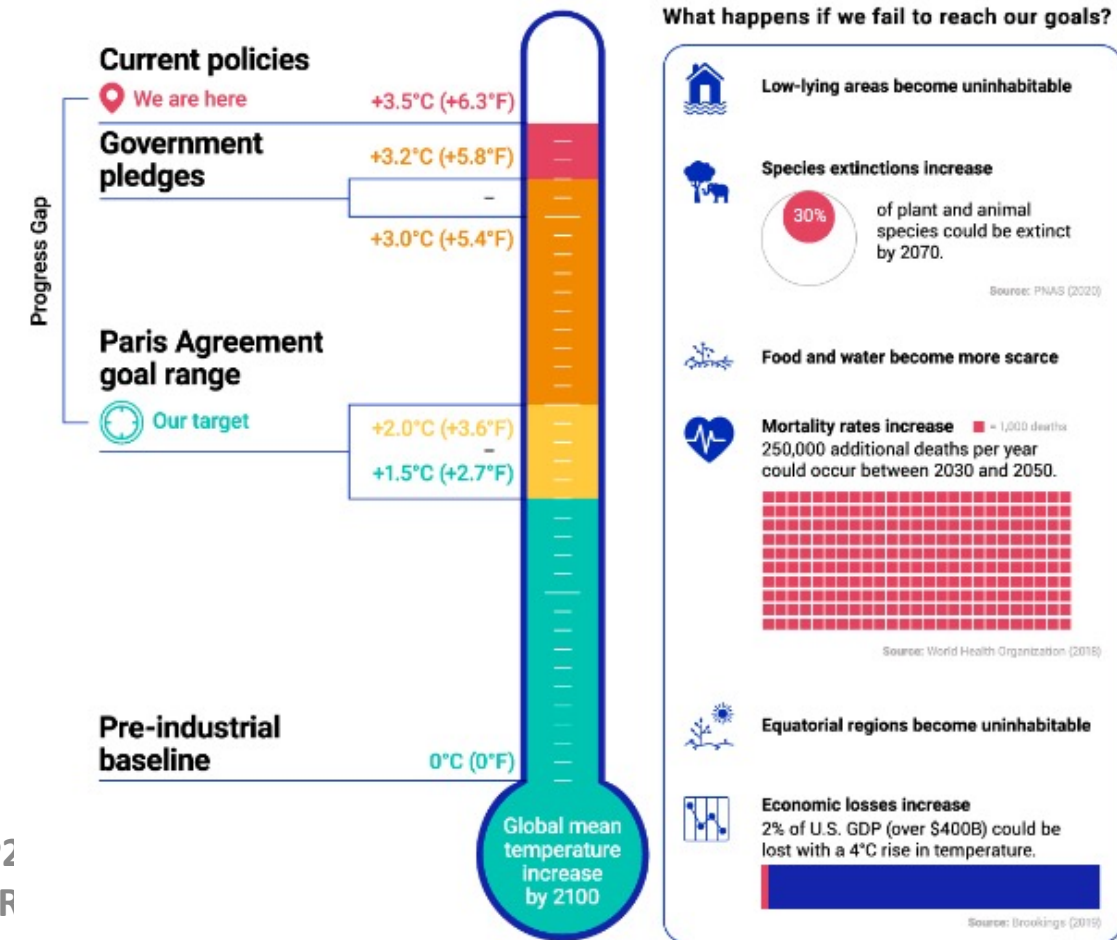 What happens if we fail to reach our goals?
Current policies
We are here
+3.5°C (+6.3°F)
Government
pledges
+3.2°C (+5.8°F)
–
+3.0°C (+5.4°F)
Progress Gap
Paris Agreement
goal range
Our target
+2.0°C (+3.6°F)
–
+1.5°C (+2.7°F)
Pre-industrial
baseline
0°C (0°F)
Global mean
temperature
increase
by 2100
Low-lying areas become uninhabitable
Species extinctions increase
30%
of plant and animal
species could be extinct
by 2070.
Source: PNAS (2020)
Food and water become more scarce
Mortality rates increase
= 1,000 deaths
250,000 additional deaths per year
could occur between 2030 and 2050.
Source: World Health Organization (2018)
Equatorial regions become uninhabitable
Economic losses increase
2% of U.S. GDP (over $400B) could be
lost with a 4°C rise in temperature.
Source: Brookings (2019)